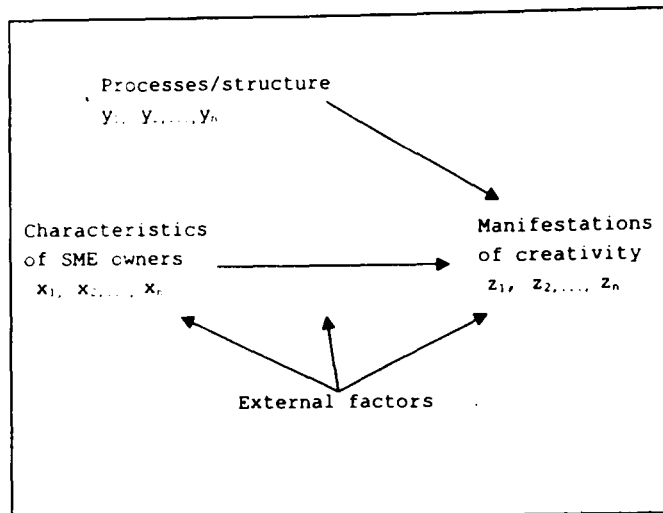 Processes/structure
y₁, y₂,...,yₙ
Characteristics
of SME owners
x₁, x₂,..., xₙ
Manifestations
of creativity
z₁, z₂,..., zₙ
External factors